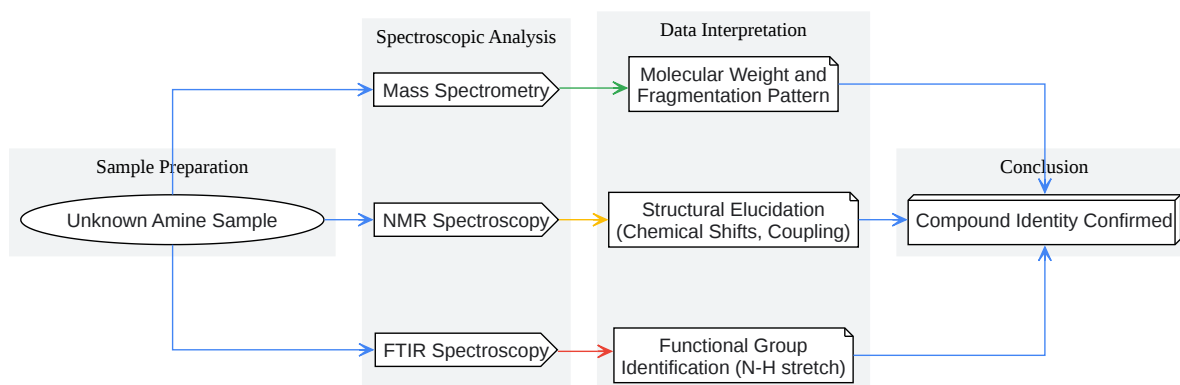 Spectroscopic Analysis
Data Interpretation
Mass Spectrometry
Molecular Weight and
Fragmentation Pattern
Sample Preparation
Conclusion
Unknown Amine Sample
NMR Spectroscopy
Structural Elucidation
(Chemical Shifts, Coupling)
Compound Identity Confirmed
FTIR Spectroscopy
Functional Group
Identification (N-H stretch)